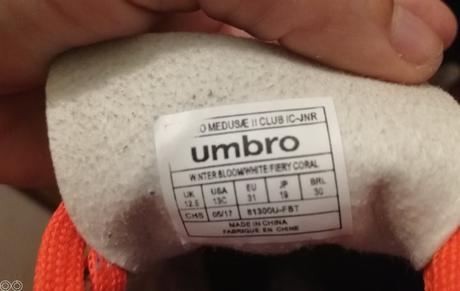 O MEDUSÆ II CLUB IC-JNR
umbro
WINTER BLOOM/WHITE/FIERY CORAL
UK USA EU JP BRL
12.5 13C 31 19 30
CHS 05/17 81300U-FBT
MADE IN CHINA
FABRIQUE EN CHINE